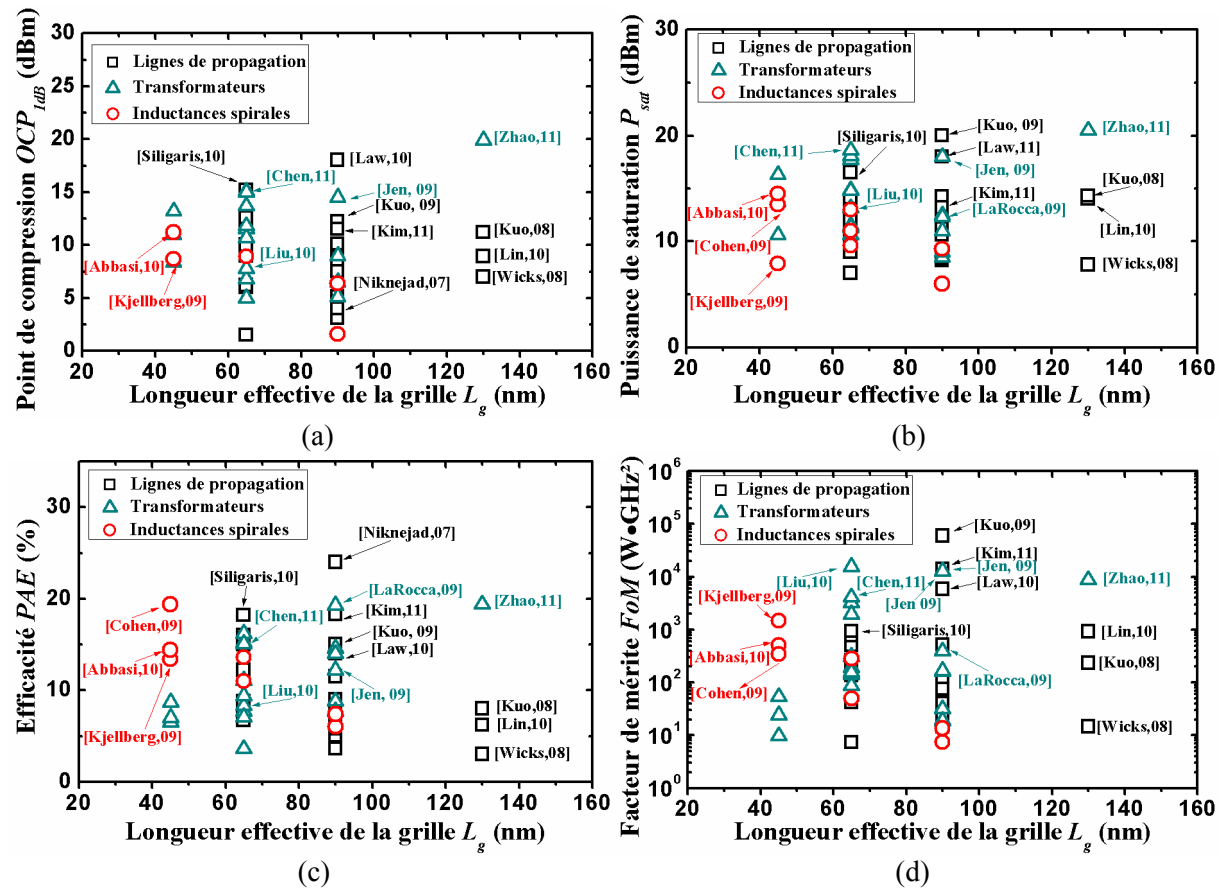 Point de compression OCP1dB (dBm)
30
25
20
15
10
5
0
Lignes de propagation
Transformateurs
Inductances spirales
[Zhao,11]
[Siligaris,10]
[Law,10]
[Chen,11]
[Jen, 09]
[Kuo, 09]
[Kim,11]
[Kuo,08]
[Liu,10]
[Lin,10]
[Abbasi,10]
[Wicks,08]
[Kjellberg,09]
[Niknejad,07]
20 40 60 80 100 120 140 160
Longueur effective de la grille Lg (nm)
(a)
Puissance de saturation Psat (dBm)
30
20
10
0
Lignes de propagation
Transformateurs
Inductances spirales
[Siligaris,10]
[Kuo, 09]
[Zhao,11]
[Chen,11]
[Law,11]
[Jen, 09]
[Liu,10]
[Kim,11]
[Kuo,08]
[Abbasi,10]
[LaRocca,09]
[Cohen,09]
[Lin,10]
[Wicks,08]
[Kjellberg,09]
20 40 60 80 100 120 140 160
Longueur effective de la grille Lg (nm)
(b)
Efficacité PAE (%)
30
20
10
0
Lignes de propagation
Transformateurs
Inductances spirales
[Niknejad,07]
[Siligaris,10]
[LaRocca,09]
[Zhao,11]
[Cohen,09]
[Chen,11]
[Kim,11]
[Kuo, 09]
[Abbasi,10]
[Law,10]
[Liu,10]
[Jen, 09]
[Kjellberg,09]
[Kuo,08]
[Lin,10]
[Wicks,08]
20 40 60 80 100 120 140 160
Longueur effective de la grille Lg (nm)
(c)
Facteur de mérite FoM (W•GHz²)
10⁶
10⁵
10⁴
10³
10²
10¹
10⁰
Lignes de propagation
Transformateurs
Inductances spirales
[Kuo,09]
[Kim,11]
[Liu,10]
[Chen,11]
[Jen, 09]
[Zhao,11]
[Jen 09]
[Law,10]
[Kjellberg,09]
[Siligaris,10]
[Lin,10]
[Abbasi,10]
[Kuo,08]
[LaRocca,09]
[Cohen,09]
[Wicks,08]
20 40 60 80 100 120 140 160
Longueur effective de la grille Lg (nm)
(d)